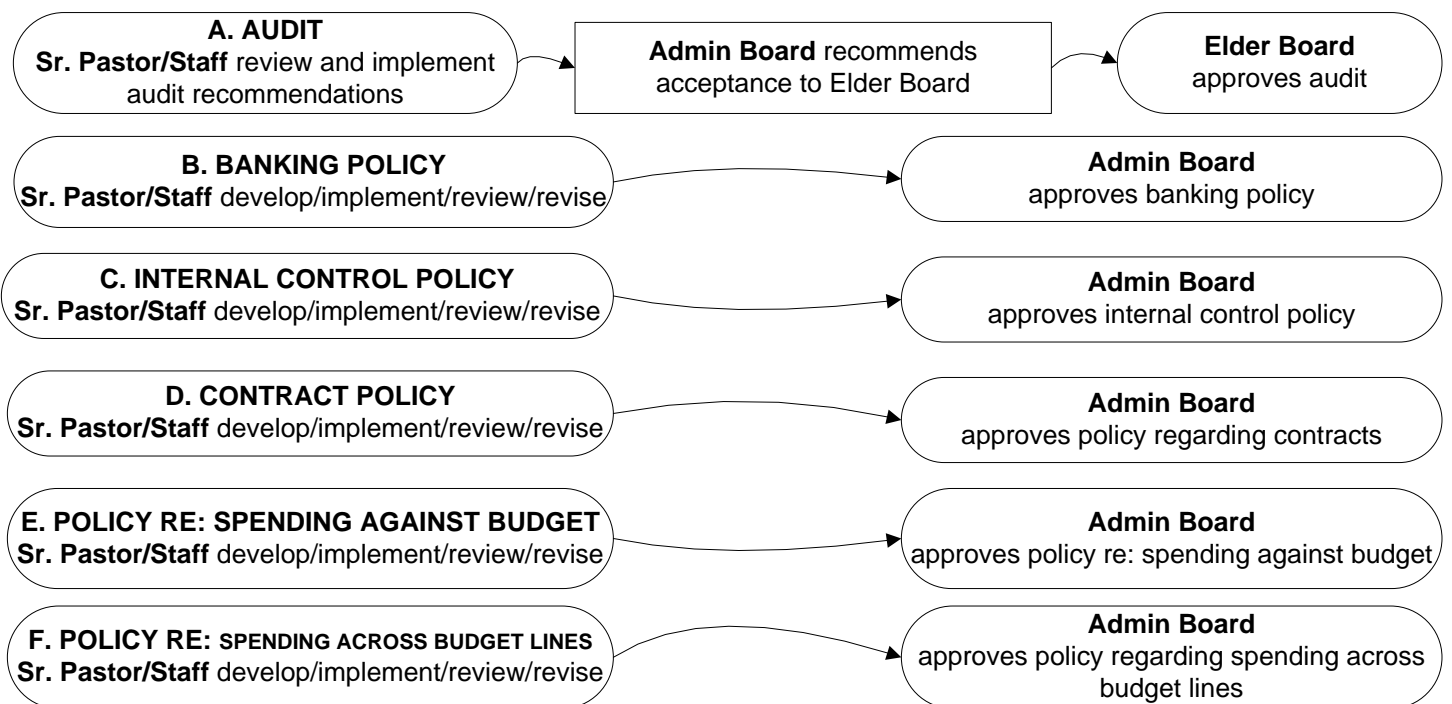 A. AUDIT
Sr. Pastor/Staff review and implement
audit recommendations
Admin Board recommends
acceptance to Elder Board
Elder Board
approves audit
B. BANKING POLICY
Sr. Pastor/Staff develop/implement/review/revise
Admin Board
approves banking policy
C. INTERNAL CONTROL POLICY
Sr. Pastor/Staff develop/implement/review/revise
Admin Board
approves internal control policy
D. CONTRACT POLICY
Sr. Pastor/Staff develop/implement/review/revise
Admin Board
approves policy regarding contracts
E. POLICY RE: SPENDING AGAINST BUDGET
Sr. Pastor/Staff develop/implement/review/revise
Admin Board
approves policy re: spending against budget
F. POLICY RE: SPENDING ACROSS BUDGET LINES
Sr. Pastor/Staff develop/implement/review/revise
Admin Board
approves policy regarding spending across
budget lines